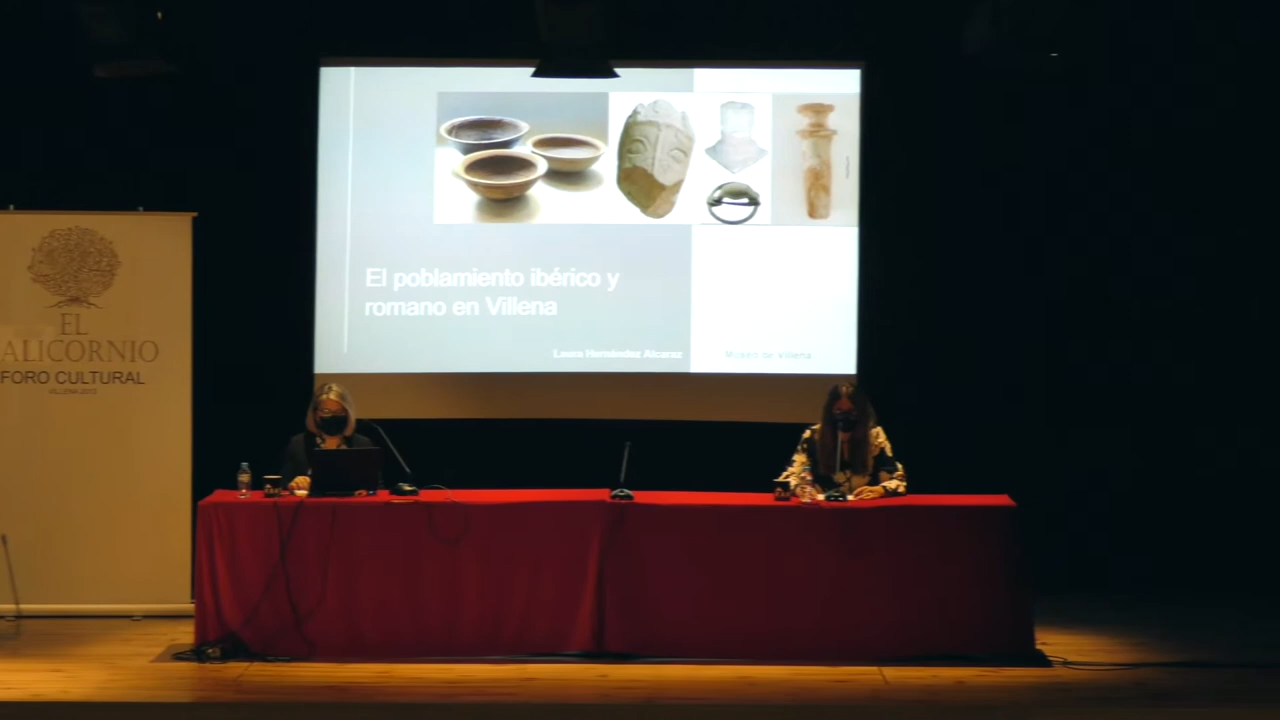 El poblamiento ibérico y
romano en Villena
Laura Hernández Alcaraz
Museo de Villena
EL
ALICORNIO
FORO CULTURAL